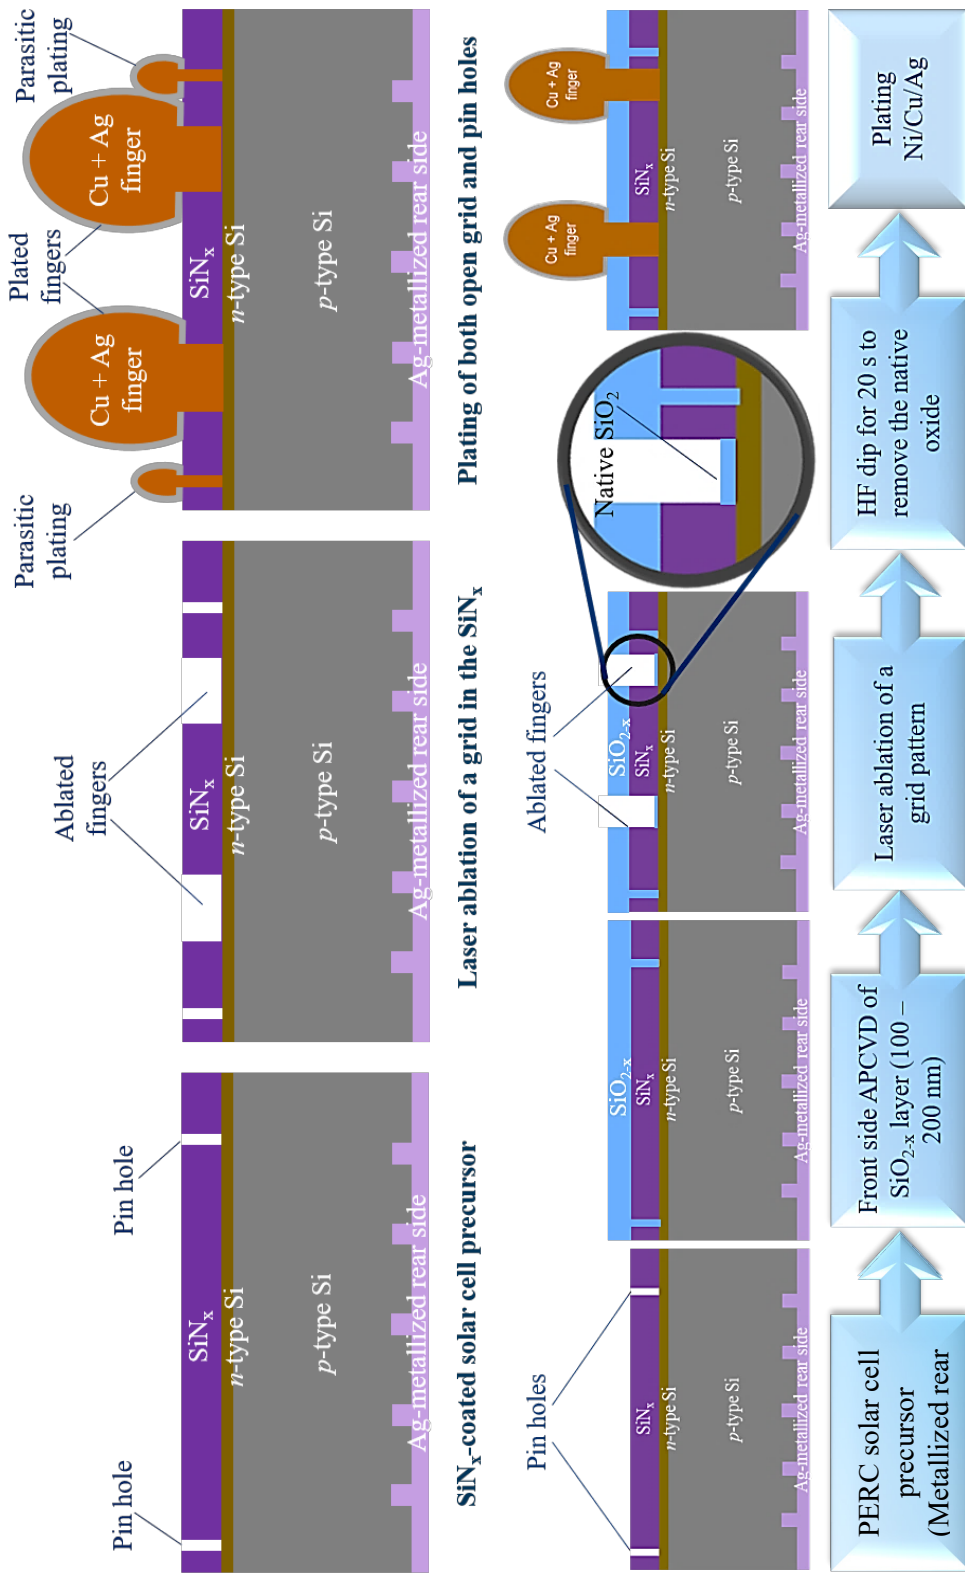 Pin hole
Pin hole
SiNx
n-type Si
p-type Si
Ag-metallized rear side
SiNx-coated solar cell precursor
Ablated
fingers
SiNx
n-type Si
p-type Si
Ag-metallized rear side
Laser ablation of a grid in the SiNx
Parasitic
plating
Plated
fingers
Parasitic
plating
Cu + Ag
finger
Cu + Ag
finger
SiNx
n-type Si
p-type Si
Ag-metallized rear side
Plating of both open grid and pin holes
Pin holes
SiNx
n-type Si
p-type Si
Ag-metallized rear side
SiO2-x
SiNx
n-type Si
p-type Si
Ag-metallized rear side
Ablated fingers
SiO2-x
SiNx
n-type Si
p-type Si
Ag-metallized rear side
Native SiO2
Cu + Ag
finger
Cu + Ag
finger
SiNx
n-type Si
p-type Si
Ag-metallized rear side
PERC solar cell
precursor
(Metallized rear
Front side APCVD of
SiO2-x layer (100 –
200 nm)
Laser ablation of a
grid pattern
HF dip for 20 s to
remove the native
oxide
Plating
Ni/Cu/Ag